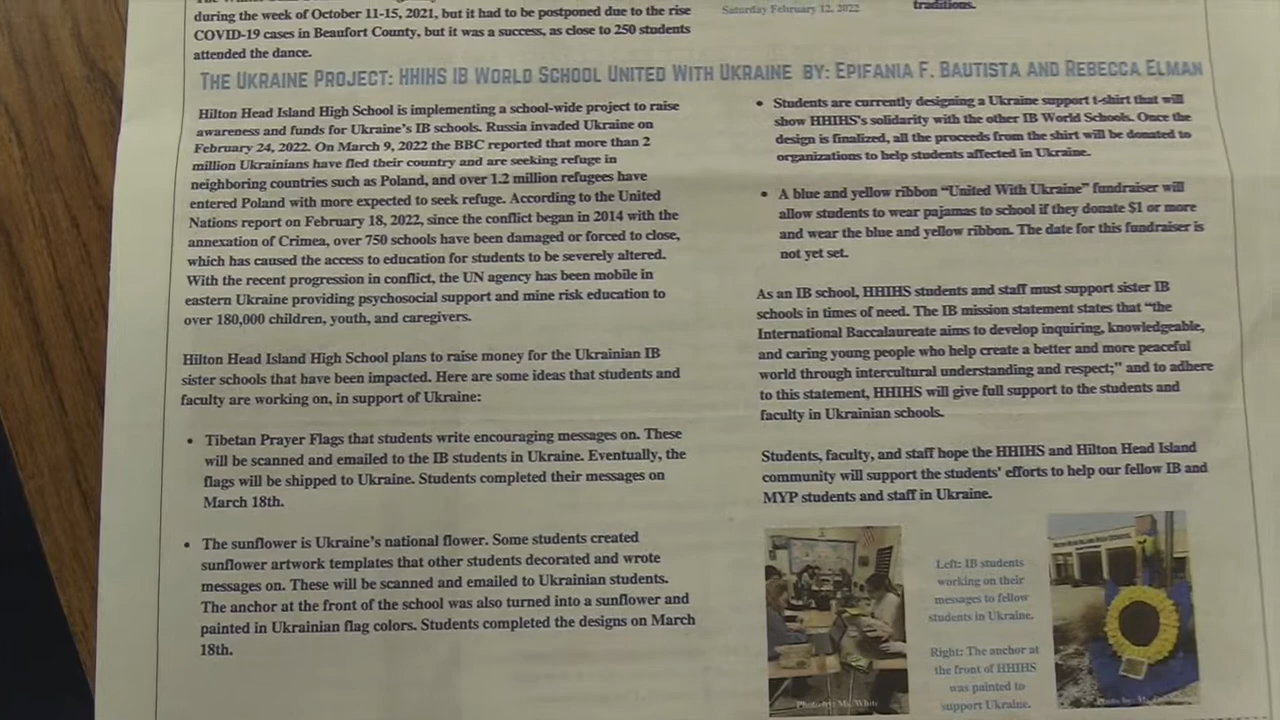 during the week of October 11-15, 2021, but it had to be postponed due to the rise
COVID-19 cases in Beaufort County, but it was a success, as close to 250 students
attended the dance.
Saturday February 12, 2022
traditions.
THE UKRAINE PROJECT: HHIHS IB WORLD SCHOOL UNITED WITH UKRAINE BY: EPIFANIA F. BAUTISTA AND REBECCA ELMAN
Hilton Head Island High School is implementing a school-wide project to raise
awareness and funds for Ukraine's IB schools. Russia invaded Ukraine on
February 24, 2022. On March 9, 2022 the BBC reported that more than 2
million Ukrainians have fled their country and are seeking refuge in
neighboring countries such as Poland, and over 1.2 million refugees have
entered Poland with more expected to seek refuge. According to the United
Nations report on February 18, 2022, since the conflict began in 2014 with the
annexation of Crimea, over 750 schools have been damaged or forced to close,
which has caused the access to education for students to be severely altered.
With the recent progression in conflict, the UN agency has been mobile in
eastern Ukraine providing psychosocial support and mine risk education to
over 180,000 children, youth, and caregivers.
Hilton Head Island High School plans to raise money for the Ukrainian IB
sister schools that have been impacted. Here are some ideas that students and
faculty are working on, in support of Ukraine:
• Tibetan Prayer Flags that students write encouraging messages on. These
will be scanned and emailed to the IB students in Ukraine. Eventually, the
flags will be shipped to Ukraine. Students completed their messages on
March 18th.
• The sunflower is Ukraine's national flower. Some students created
sunflower artwork templates that other students decorated and wrote
messages on. These will be scanned and emailed to Ukrainian students.
The anchor at the front of the school was also turned into a sunflower and
painted in Ukrainian flag colors. Students completed the designs on March
18th.
• Students are currently designing a Ukraine support t-shirt that will
show HHIHS's solidarity with the other IB World Schools. Once the
design is finalized, all the proceeds from the shirt will be donated to
organizations to help students affected in Ukraine.
• A blue and yellow ribbon “United With Ukraine” fundraiser will
allow students to wear pajamas to school if they donate $1 or more
and wear the blue and yellow ribbon. The date for this fundraiser is
not yet set.
As an IB school, HHIHS students and staff must support sister IB
schools in times of need. The IB mission statement states that “the
International Baccalaureate aims to develop inquiring, knowledgeable,
and caring young people who help create a better and more peaceful
world through intercultural understanding and respect;” and to adhere
to this statement, HHIHS will give full support to the students and
faculty in Ukrainian schools.
Students, faculty, and staff hope the HHIHS and Hilton Head Island
community will support the students' efforts to help our fellow IB and
MYP students and staff in Ukraine.
Photo by: Ms. White
Left: IB students
working on their
messages to fellow
students in Ukraine.
Right: The anchor at
the front of HHIHS
was painted to
support Ukraine.
Photo by: Ms.